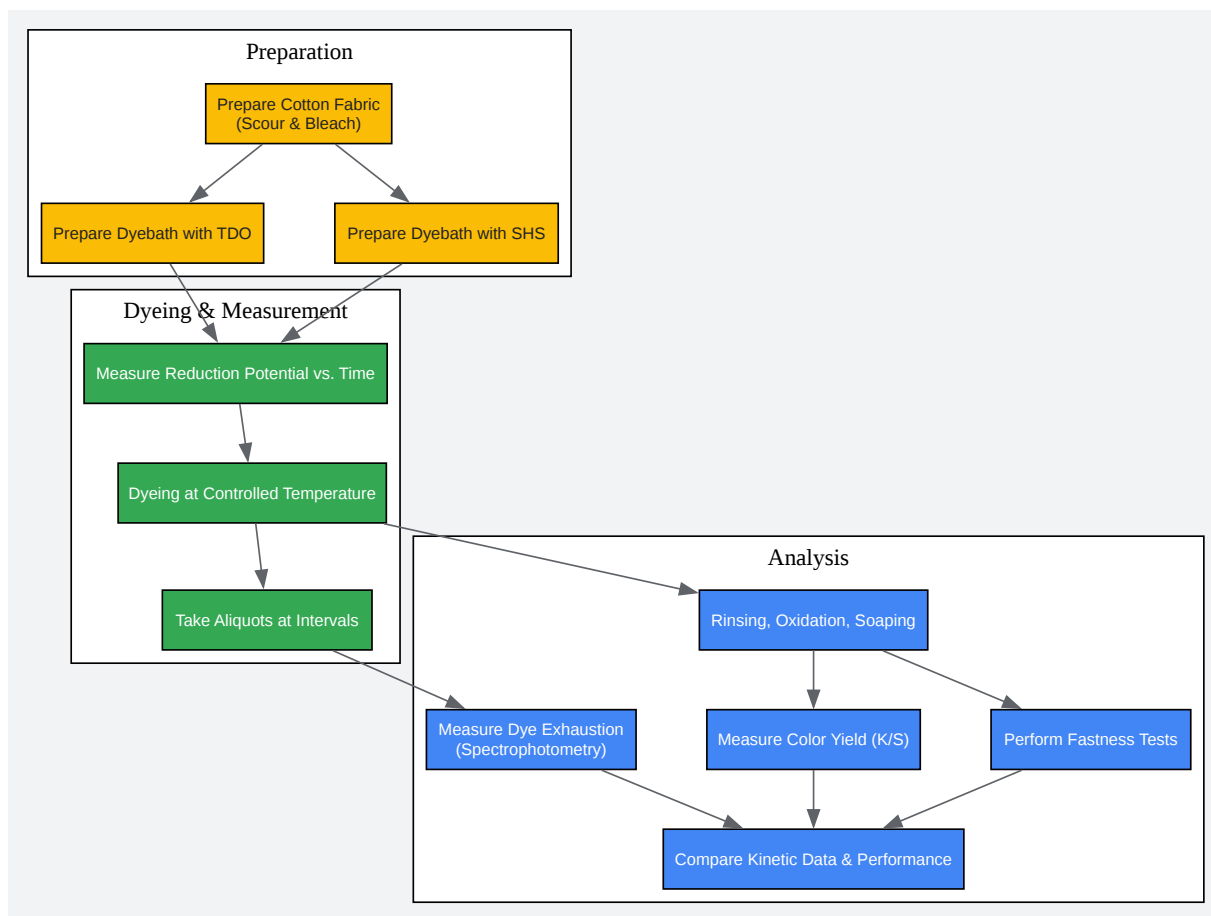 Preparation
Prepare Cotton Fabric
(Scour & Bleach)
Prepare Dyebath with TDO
Prepare Dyebath with SHS
Dyeing & Measurement
Measure Reduction Potential vs. Time
Dyeing at Controlled Temperature
Take Aliquots at Intervals
Analysis
Rinsing, Oxidation, Soaping
Measure Dye Exhaustion
(Spectrophotometry)
Measure Color Yield (K/S)
Perform Fastness Tests
Compare Kinetic Data & Performance